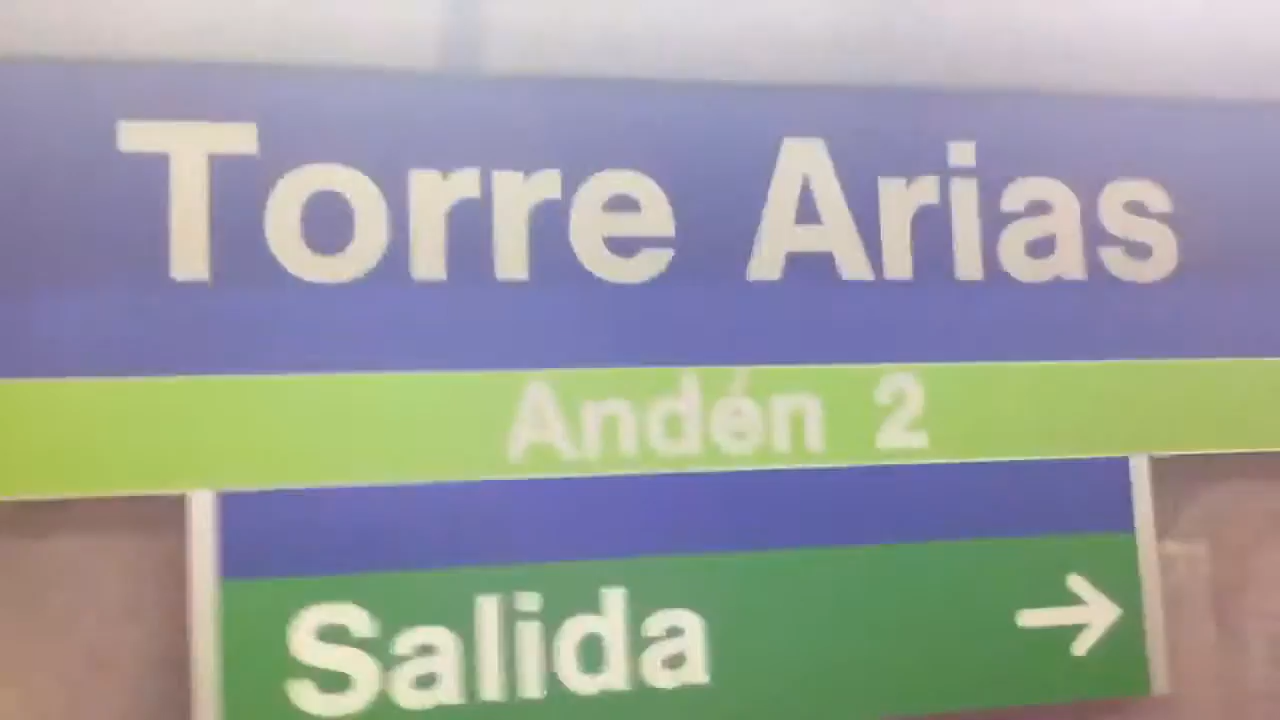 Torre Arias
Andén 2
Salida →